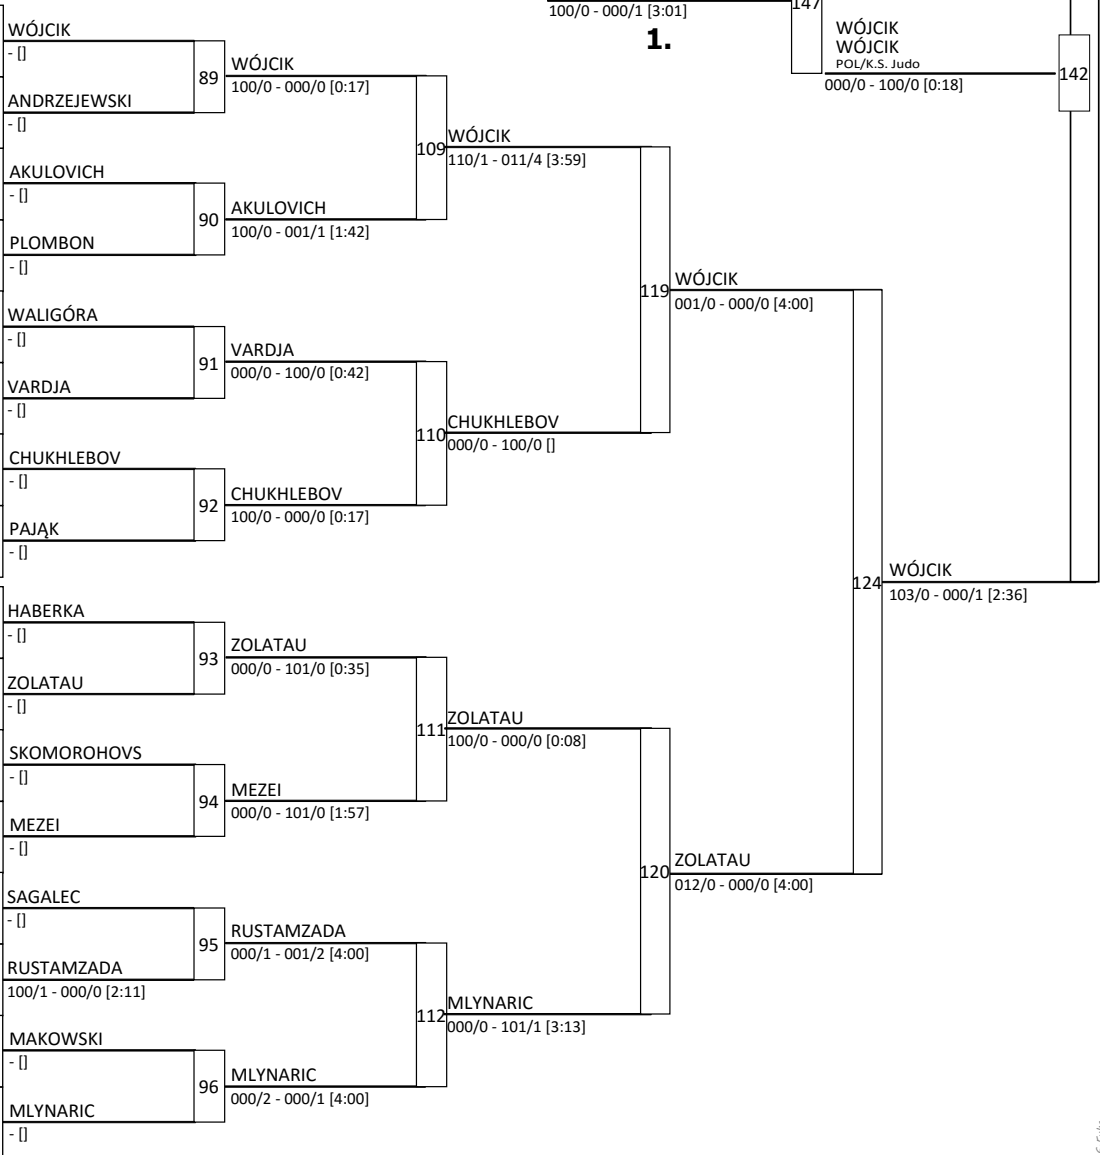 100/0 - 000/1 [3:01]
1.
147
WÓJCIK
WÓJCIK
POL/K.S. Judo
000/0 - 100/0 [0:18]
142
WÓJCIK
- []
89
ANDRZEJEWSKI
- []
WÓJCIK
100/0 - 000/0 [0:17]
109
AKULOVICH
- []
90
PLOMBON
- []
AKULOVICH
100/0 - 001/1 [1:42]
WÓJCIK
110/1 - 011/4 [3:59]
119
WALIGÓRA
- []
91
VARDJA
- []
VARDJA
000/0 - 100/0 [0:42]
110
CHUKHLEBOV
- []
92
PAJĄK
- []
CHUKHLEBOV
100/0 - 000/0 [0:17]
CHUKHLEBOV
000/0 - 100/0 []
WÓJCIK
001/0 - 000/0 [4:00]
124
WÓJCIK
103/0 - 000/1 [2:36]
HABERKA
- []
93
ZOLATAU
- []
ZOLATAU
000/0 - 101/0 [0:35]
111
SKOMOROHOVS
- []
94
MEZEI
- []
MEZEI
000/0 - 101/0 [1:57]
ZOLATAU
100/0 - 000/0 [0:08]
120
ZOLATAU
012/0 - 000/0 [4:00]
SAGALEC
- []
95
RUSTAMZADA
100/1 - 000/0 [2:11]
RUSTAMZADA
000/1 - 001/2 [4:00]
112
MAKOWSKI
- []
96
MLYNARIC
- []
MLYNARIC
000/2 - 000/1 [4:00]
MLYNARIC
000/0 - 101/1 [3:13]